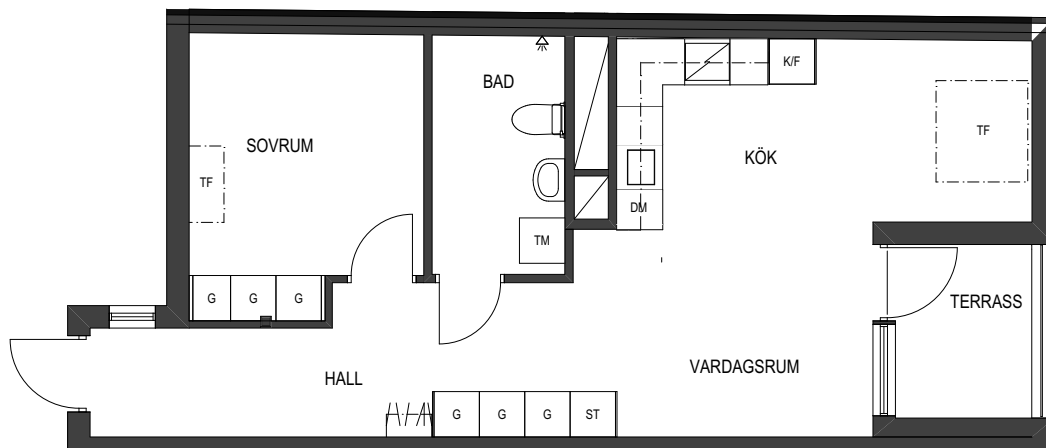 K/F
BAD
SOVRUM
KÖK
TF
TF
DM
TM
G
G
G
TERRASS
VARDAGSRUM
HALL
G
G
G
ST